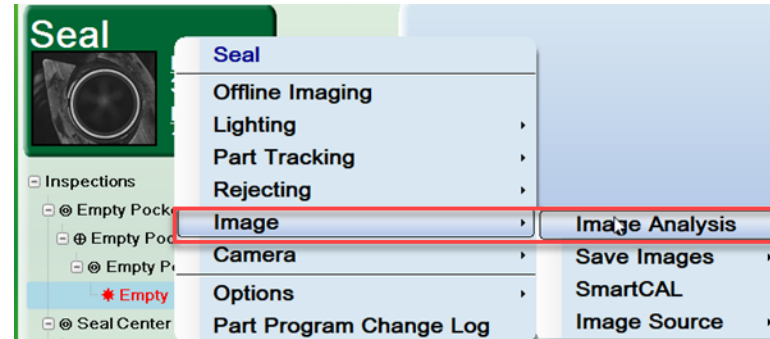 Seal
Seal
Offline Imaging
Lighting
Part Tracking
Rejecting
Image
Image Analysis
Camera
Save Images
SmartCAL
Options
Image Source
Part Program Change Log
Inspections
Empty
Empty
Empty
Empty
Seal Center